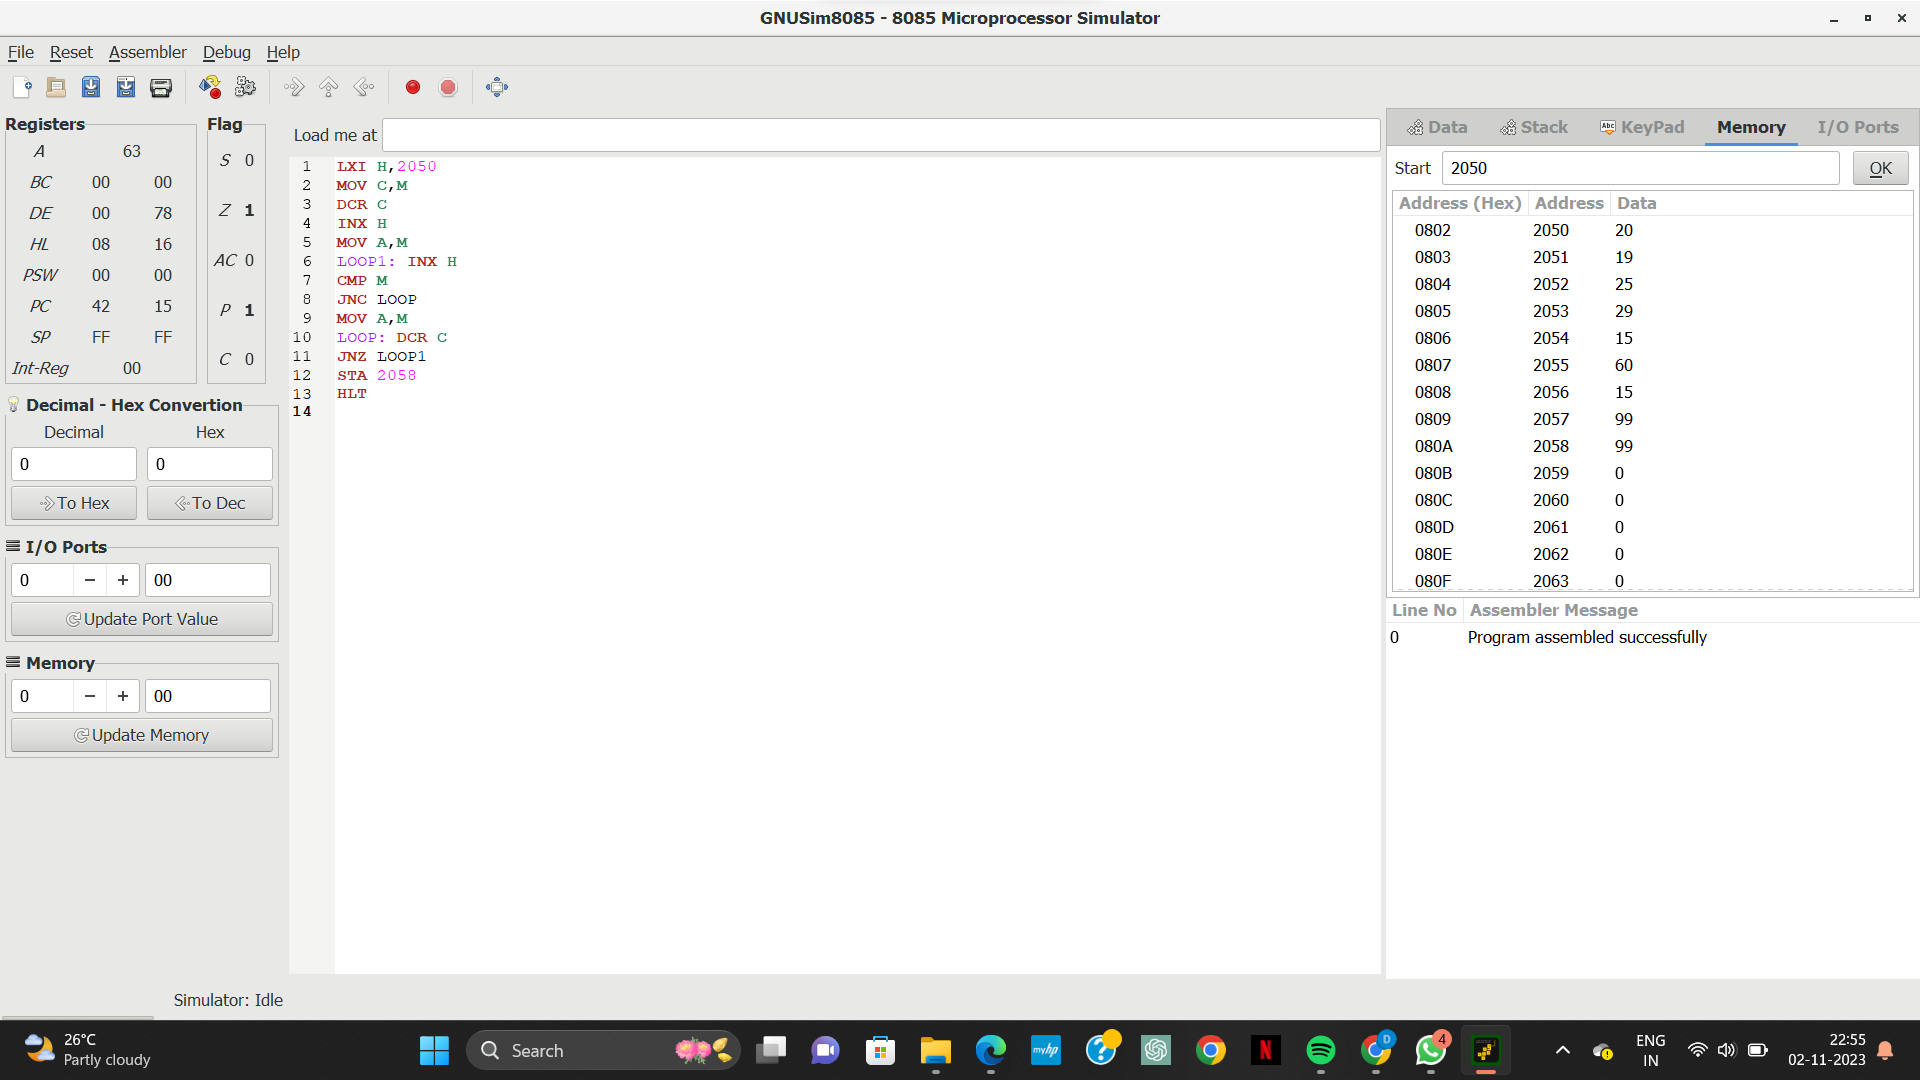 GNUSim8085 - 8085 Microprocessor Simulator
File Reset Assembler Debug Help
Registers
A 63
BC 00 00
DE 00 78
HL 08 16
PSW 00 00
PC 42 15
SP FF FF
Int-Reg 00
Flag
S 0
Z 1
AC 0
P 1
C 0
Decimal - Hex Convertion
Decimal Hex
0 0
To Hex To Dec
I/O Ports
0 − + 00
Update Port Value
Memory
0 − + 00
Update Memory
Load me at
1 LXI H,2050
2 MOV C,M
3 DCR C
4 INX H
5 MOV A,M
6 LOOP1: INX H
7 CMP M
8 JNC LOOP
9 MOV A,M
10 LOOP: DCR C
11 JNZ LOOP1
12 STA 2058
13 HLT
14
Data Stack Abc KeyPad Memory I/O Ports
Start 2050 OK
Address (Hex) Address Data
0802 2050 20
0803 2051 19
0804 2052 25
0805 2053 29
0806 2054 15
0807 2055 60
0808 2056 15
0809 2057 99
080A 2058 99
080B 2059 0
080C 2060 0
080D 2061 0
080E 2062 0
080F 2063 0
Line No Assembler Message
0 Program assembled successfully
Simulator: Idle
26°C
Partly cloudy
Search
myhp
?
N
D
4
ENG
IN
22:55
02-11-2023